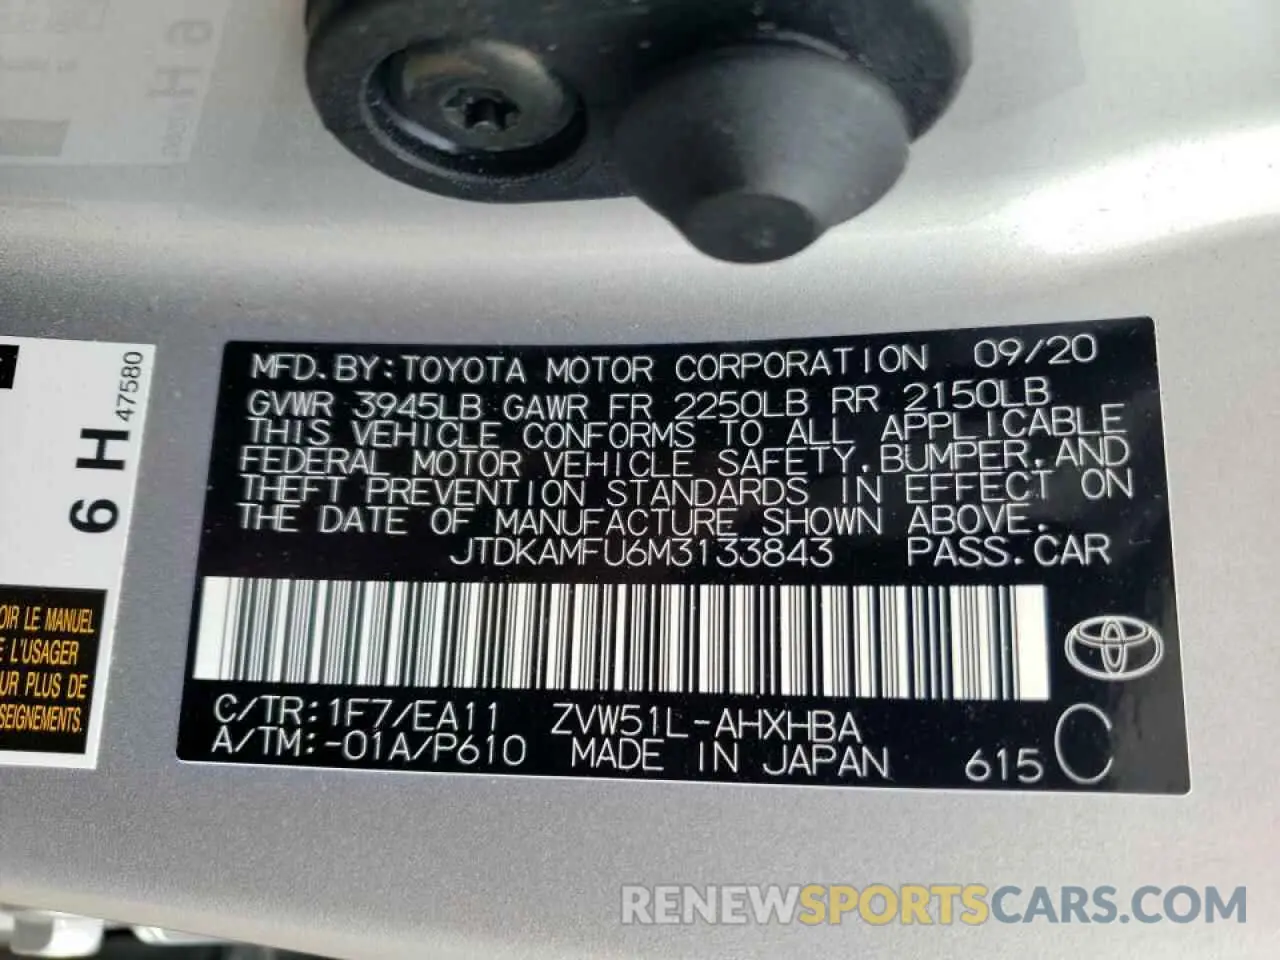 MFD.BY:TOYOTA MOTOR CORPORATION 09/20
GVWR 3945LB GAWR FR 2250LB RR 2150LB
THIS VEHICLE CONFORMS TO ALL APPLICABLE
FEDERAL MOTOR VEHICLE SAFETY,BUMPER,AND
THEFT PREVENTION STANDARDS IN EFFECT ON
THE DATE OF MANUFACTURE SHOWN ABOVE.
JTDKAMFU6M3133843 PASS.CAR
C/TR:1F7/EA11 ZVW51L-AHXHBA
A/TM:-01A/P610 MADE IN JAPAN 615 C
6 H 47580
OIR LE MANUEL
E L'USAGER
UR PLUS DE
SEIGNEMENTS.
RENEWSPORTSCARS.COM